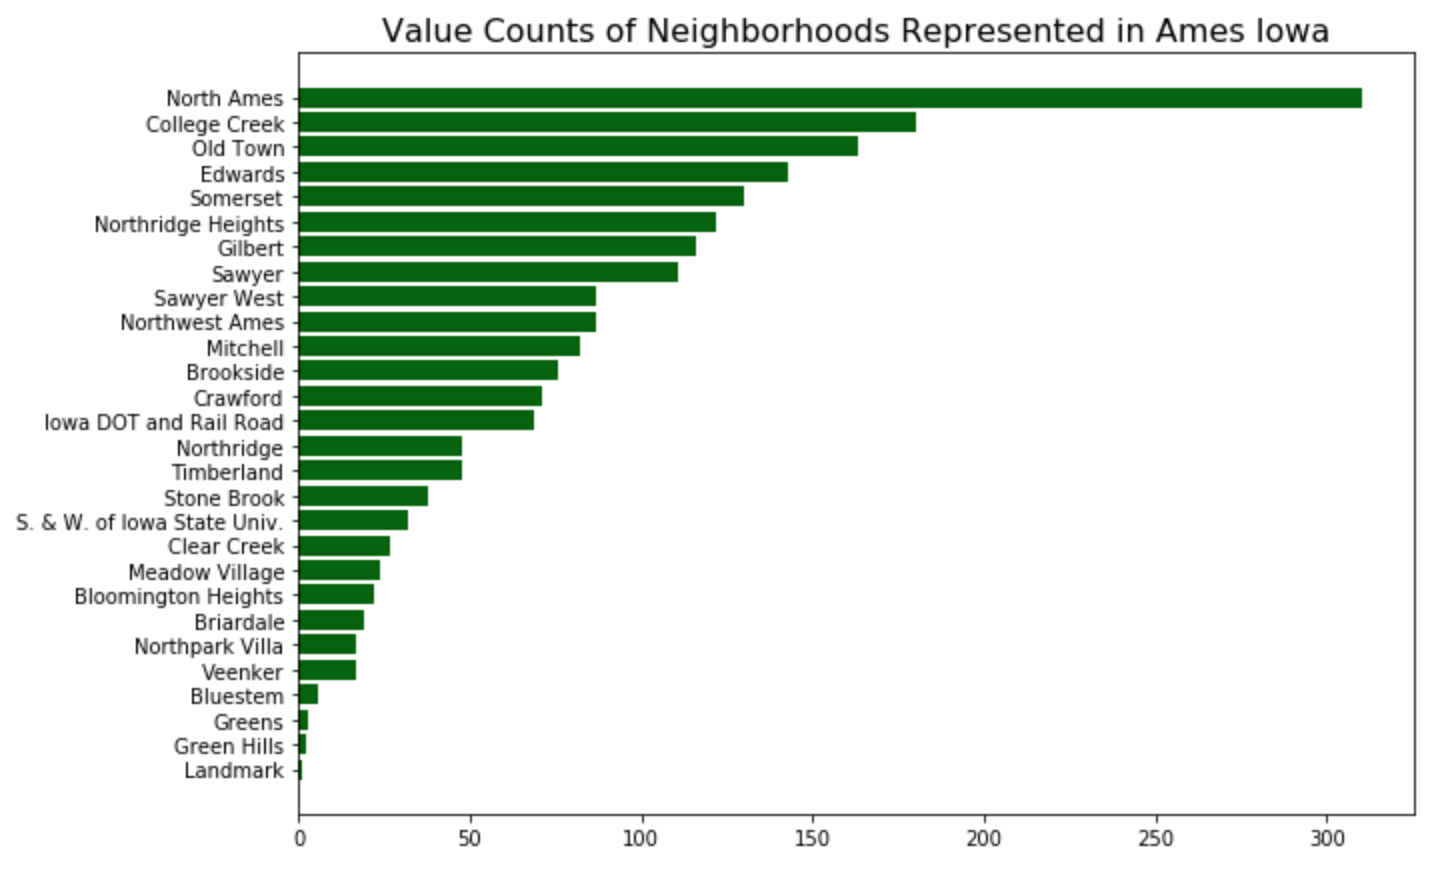 Value Counts of Neighborhoods Represented in Ames Iowa
North Ames
College Creek
Old Town
Edwards
Somerset
Northridge Heights
Gilbert
Sawyer
Sawyer West
Northwest Ames
Mitchell
Brookside
Crawford
Iowa DOT and Rail Road
Northridge
Timberland
Stone Brook
S. & W. of Iowa State Univ.
Clear Creek
Meadow Village
Bloomington Heights
Briardale
Northpark Villa
Veenker
Bluestem
Greens
Green Hills
Landmark
0 50 100 150 200 250 300